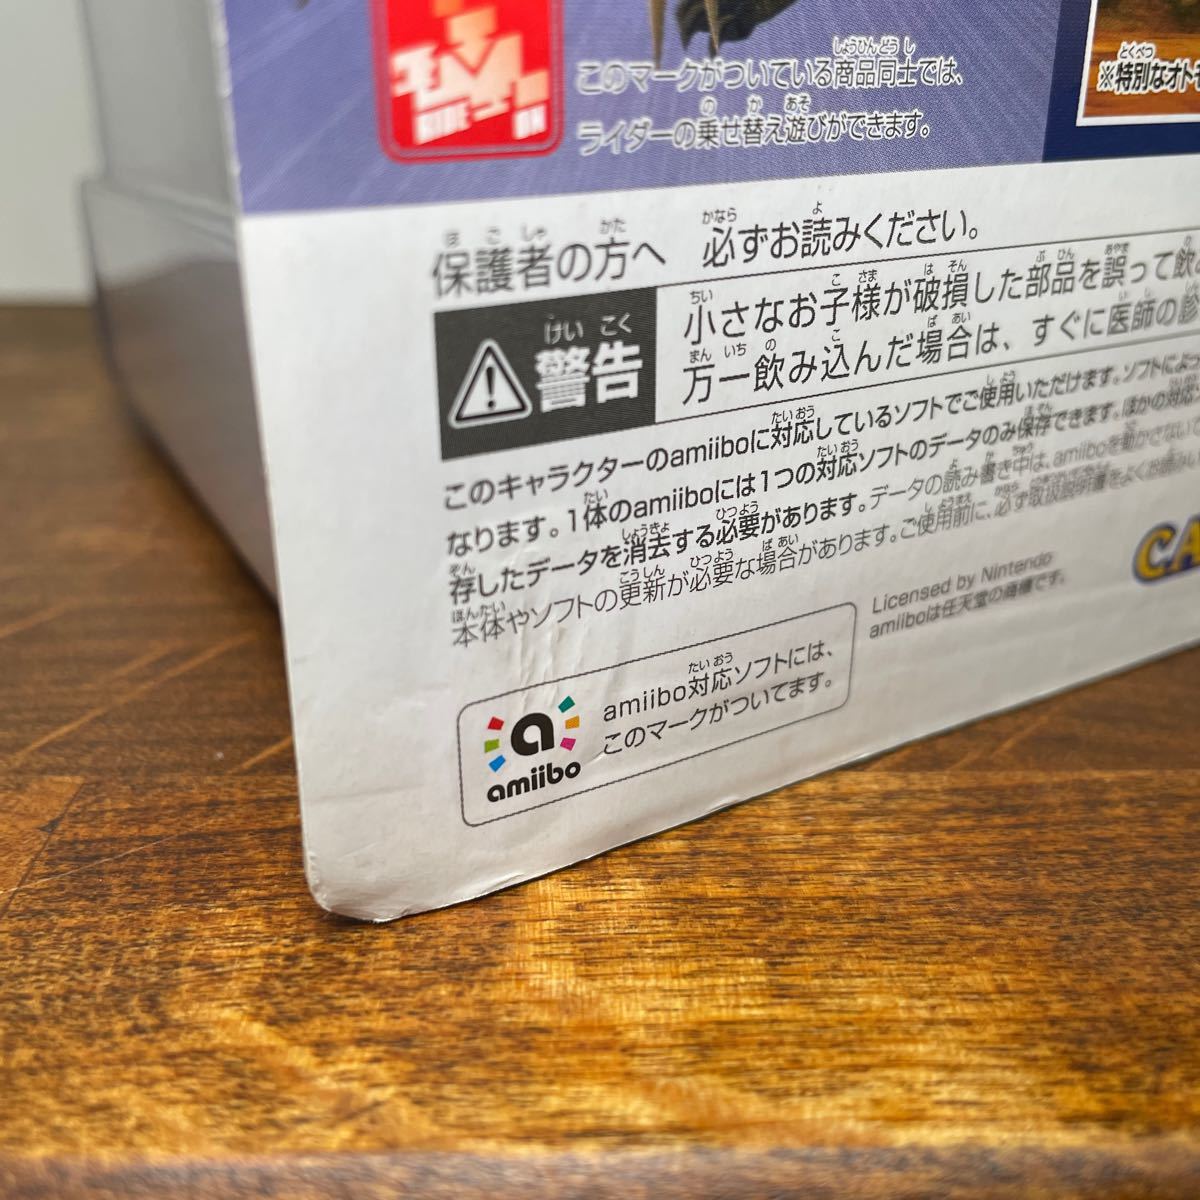 RIDE ON
このマークがついている商品同士では、
ライダーの乗せ替え遊びができます。
※特別なオトモ
保護者の方へ 必ずお読みください。
警告
小さなお子様が破損した部品を誤って飲
万一飲み込んだ場合は、すぐに医師の診
このキャラクターのamiiboに対応しているソフトでご使用いただけます。ソフトによっ
なります。1体のamiiboには1つの対応ソフトのデータのみ保存できます。ほかの対応
存したデータを消去する必要があります。データの読み書き中は、amiiboを動かさないで
本体やソフトの更新が必要な場合があります。ご使用前に、必ず取扱説明書をよくお読み
Licensed by Nintendo
amiiboは任天堂の商標です。
CA
amiibo対応ソフトには、
このマークがついてます。
a
amiibo